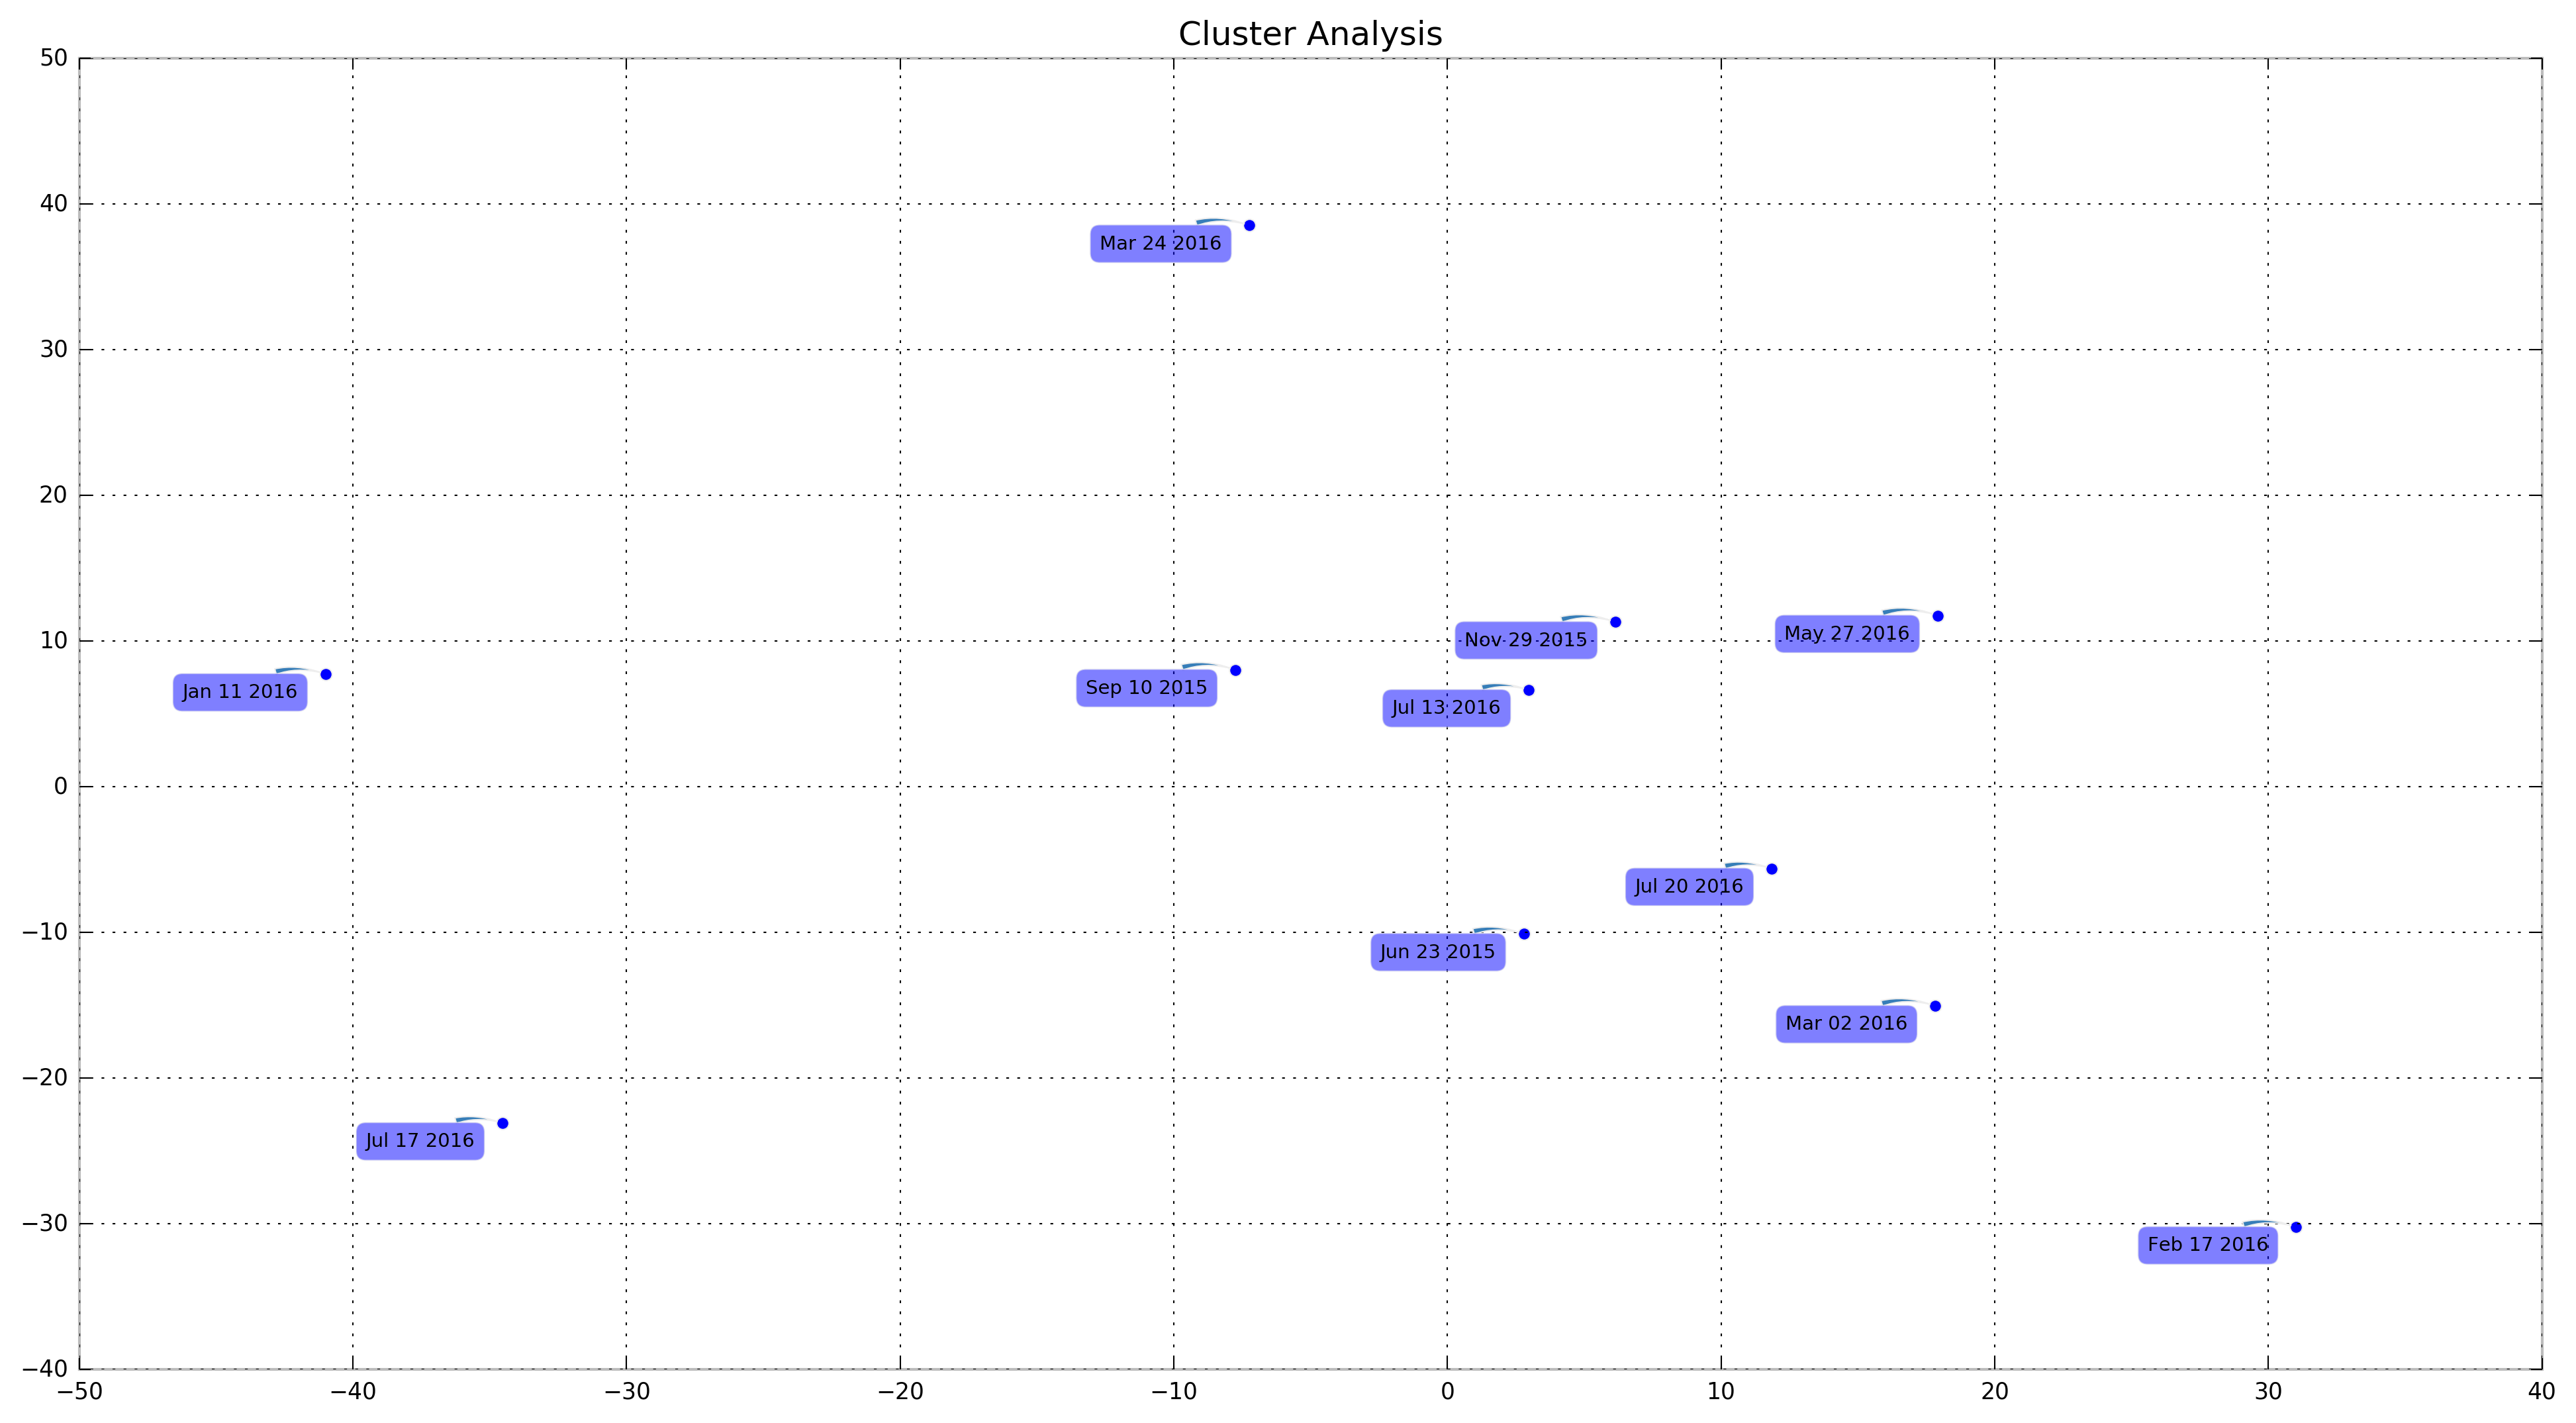 Cluster Analysis
50
40
Mar 24 2016
30
20
Nov 29 2015
May 27 2016
10
Jan 11 2016
Sep 10 2015
Jul 13 2016
0
Jul 20 2016
−10
Jun 23 2015
Mar 02 2016
−20
Jul 17 2016
−30
Feb 17 2016
−40
−50 −40 −30 −20 −10 0 10 20 30 40